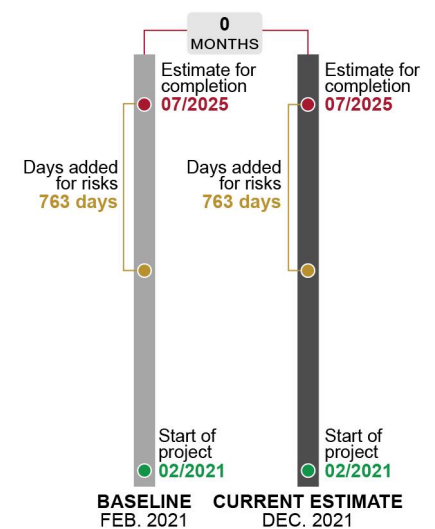 0
MONTHS
Estimate for
completion
07/2025
Estimate for
completion
07/2025
Days added
for risks
763 days
Days added
for risks
763 days
Start of
project
02/2021
Start of
project
02/2021
BASELINE
FEB. 2021
CURRENT ESTIMATE
DEC. 2021